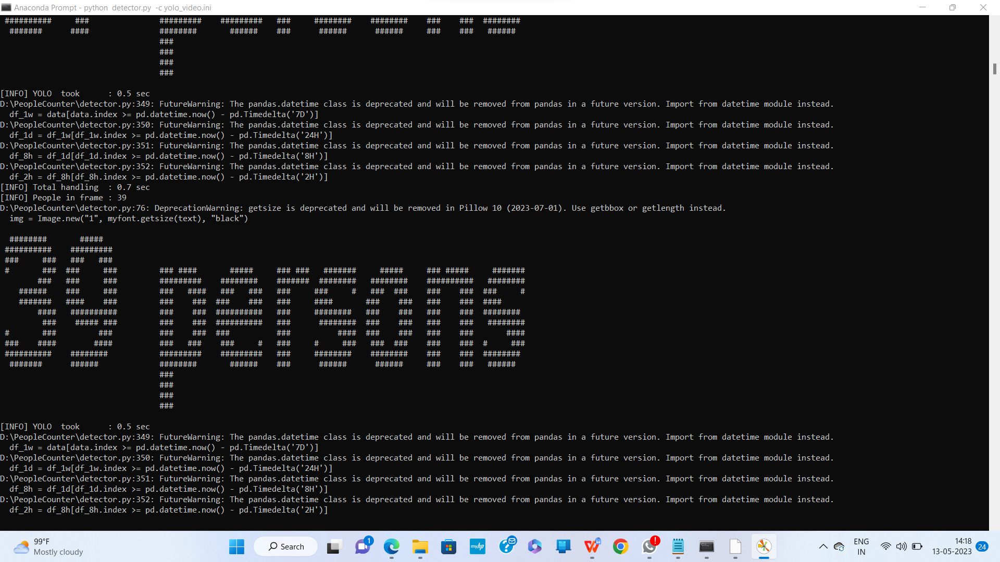 Anaconda Prompt - python  detector.py  -c yolo_video.ini
[INFO] YOLO  took      : 0.5 sec
D:\PeopleCounter\detector.py:349: FutureWarning: The pandas.datetime class is deprecated and will be removed from pandas in a future version. Import from datetime module instead.
  df_1w = data[data.index >= pd.datetime.now() - pd.Timedelta('7D')]
D:\PeopleCounter\detector.py:350: FutureWarning: The pandas.datetime class is deprecated and will be removed from pandas in a future version. Import from datetime module instead.
  df_1d = df_1w[df_1w.index >= pd.datetime.now() - pd.Timedelta('24H')]
D:\PeopleCounter\detector.py:351: FutureWarning: The pandas.datetime class is deprecated and will be removed from pandas in a future version. Import from datetime module instead.
  df_8h = df_1d[df_1d.index >= pd.datetime.now() - pd.Timedelta('8H')]
D:\PeopleCounter\detector.py:352: FutureWarning: The pandas.datetime class is deprecated and will be removed from pandas in a future version. Import from datetime module instead.
  df_2h = df_8h[df_8h.index >= pd.datetime.now() - pd.Timedelta('2H')]
[INFO] Total handling  : 0.7 sec
[INFO] People in frame : 39
D:\PeopleCounter\detector.py:76: DeprecationWarning: getsize is deprecated and will be removed in Pillow 10 (2023-07-01). Use getbbox or getlength instead.
  img = Image.new("1", myfont.getsize(text), "black")
39 persons
[INFO] YOLO  took      : 0.5 sec
D:\PeopleCounter\detector.py:349: FutureWarning: The pandas.datetime class is deprecated and will be removed from pandas in a future version. Import from datetime module instead.
  df_1w = data[data.index >= pd.datetime.now() - pd.Timedelta('7D')]
D:\PeopleCounter\detector.py:350: FutureWarning: The pandas.datetime class is deprecated and will be removed from pandas in a future version. Import from datetime module instead.
  df_1d = df_1w[df_1w.index >= pd.datetime.now() - pd.Timedelta('24H')]
D:\PeopleCounter\detector.py:351: FutureWarning: The pandas.datetime class is deprecated and will be removed from pandas in a future version. Import from datetime module instead.
  df_8h = df_1d[df_1d.index >= pd.datetime.now() - pd.Timedelta('8H')]
D:\PeopleCounter\detector.py:352: FutureWarning: The pandas.datetime class is deprecated and will be removed from pandas in a future version. Import from datetime module instead.
  df_2h = df_8h[df_8h.index >= pd.datetime.now() - pd.Timedelta('2H')]
99°F
Mostly cloudy
Search
1
myhp
ENG
IN
14:18
13-05-2023
24